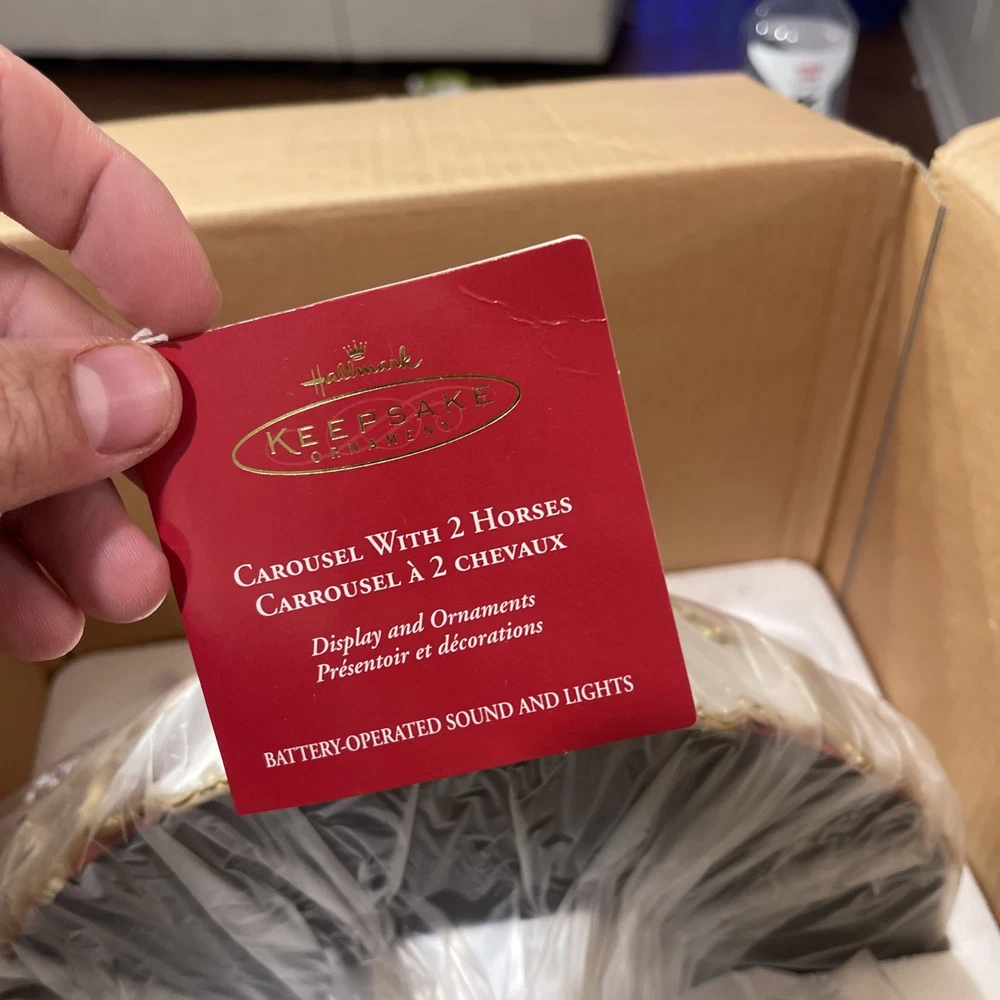 Hallmark
KEEPSAKE
ORNAMENT
CAROUSEL WITH 2 HORSES
CARROUSEL À 2 CHEVAUX
Display and Ornaments
Présentoir et décorations
BATTERY-OPERATED SOUND AND LIGHTS